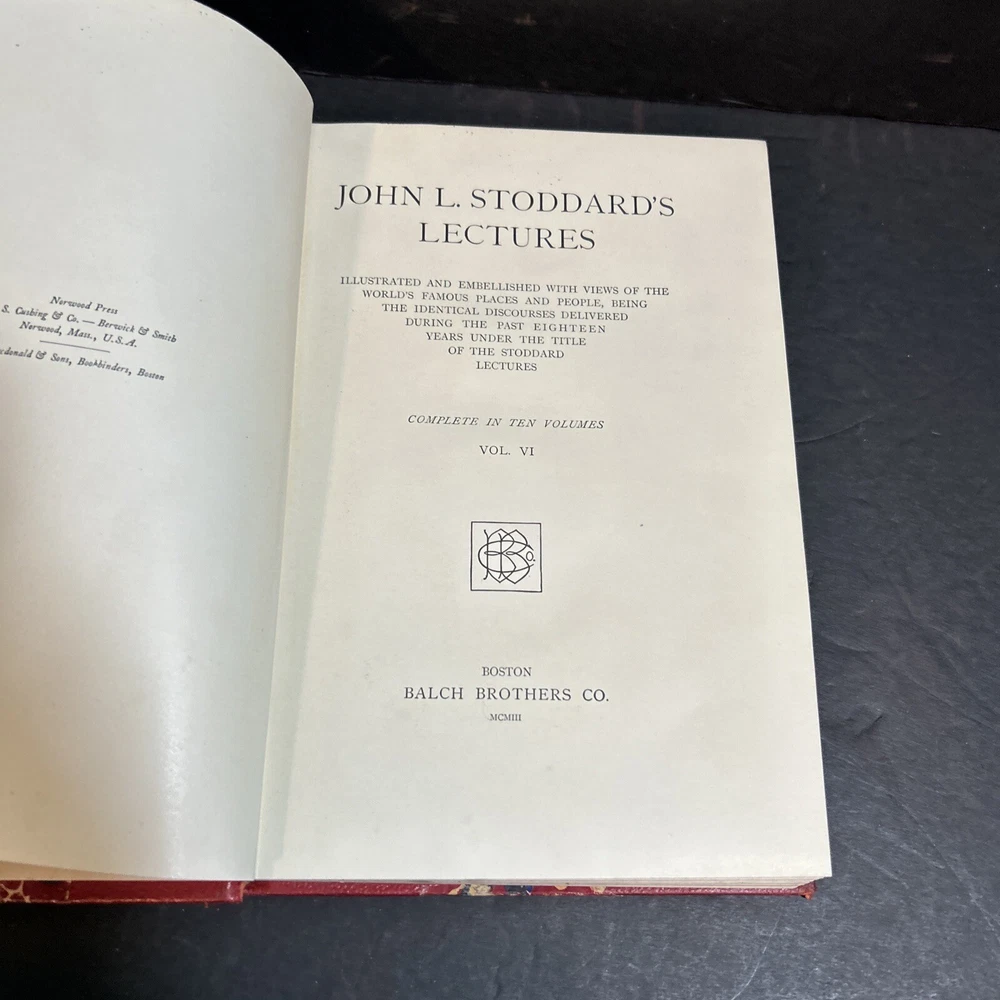 Norwood Press
S. Cushing & Co. — Berwick & Smith
Norwood, Mass., U.S.A.
& Sons, Bookbinders, Boston
JOHN L. STODDARD'S
LECTURES
ILLUSTRATED AND EMBELLISHED WITH VIEWS OF THE
WORLD'S FAMOUS PLACES AND PEOPLE, BEING
THE IDENTICAL DISCOURSES DELIVERED
DURING THE PAST EIGHTEEN
YEARS UNDER THE TITLE
OF THE STODDARD
LECTURES
COMPLETE IN TEN VOLUMES
VOL. VI
BOSTON
BALCH BROTHERS CO.
MCMIII